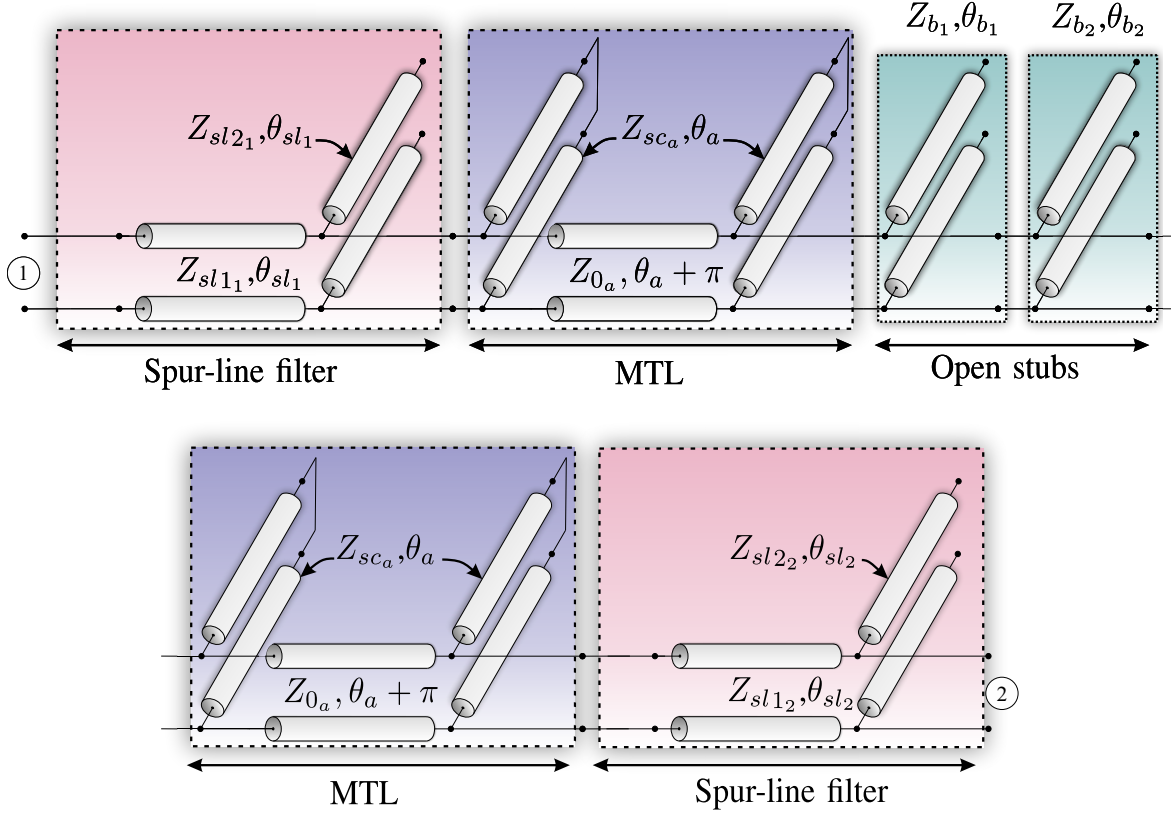 Z_{b_1},θ_{b_1} Z_{b_2},θ_{b_2}
Z_{sl2_1},θ_{sl_1} Z_{sc_a},θ_a
1 Z_{sl1_1},θ_{sl_1} Z_{0_a},θ_a + π
Spur-line filter MTL Open stubs
Z_{sc_a},θ_a Z_{sl2_2},θ_{sl_2}
Z_{0_a},θ_a + π Z_{sl1_2},θ_{sl_2} 2
MTL Spur-line filter